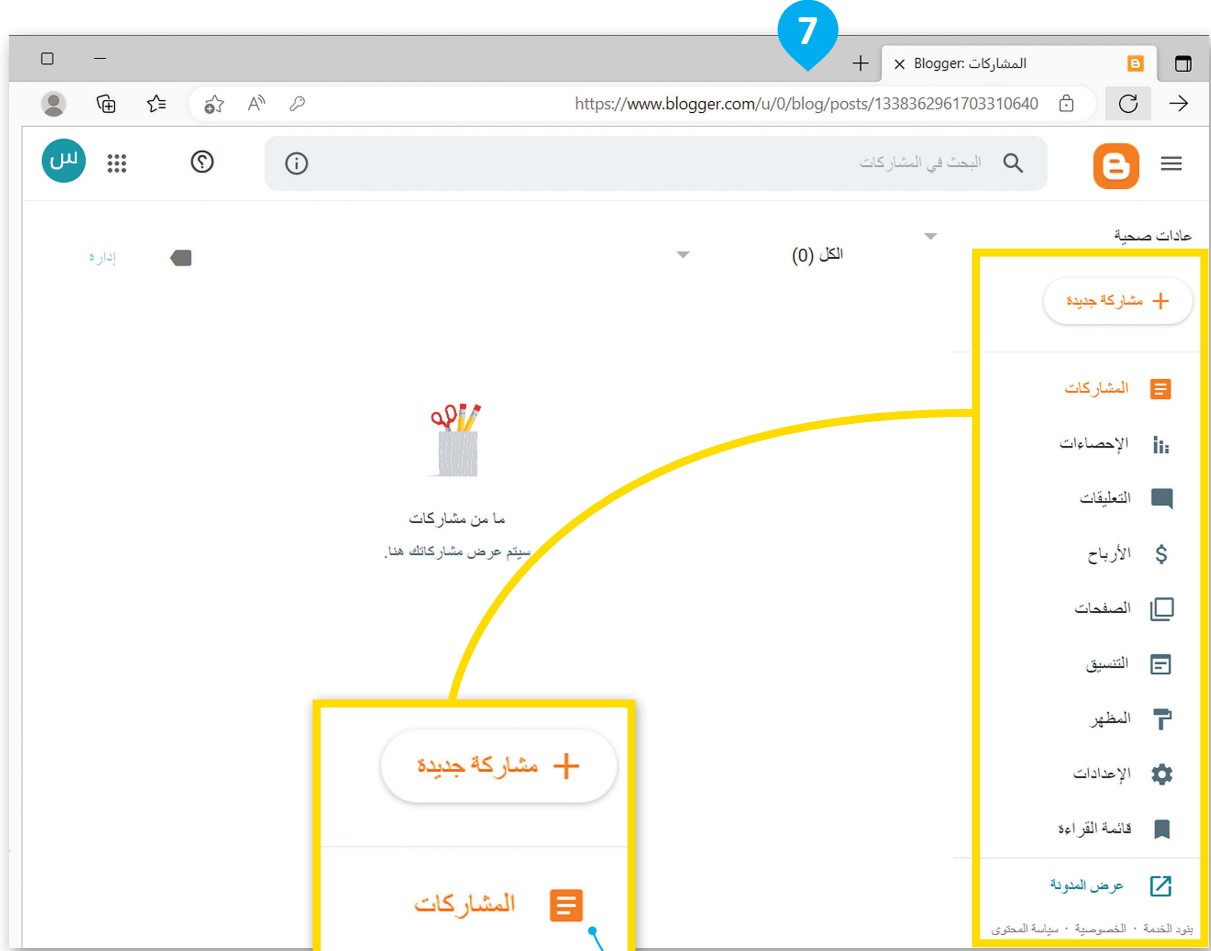 7
المشاركات :Blogger
https://www.blogger.com/u/0/blog/posts/1338362961703310640
البحث في المشاركات
س
عادات صحية
الكل (0)
إدارة
مشاركة جديدة
المشاركات
الإحصاءات
التعليقات
الأرباح
الصفحات
التنسيق
المظهر
الإعدادات
قائمة القراءة
عرض المدونة
بنود الخدمة · الخصوصية · سياسة المحتوى
ما من مشاركات
سيتم عرض مشاركاتك هنا.
مشاركة جديدة
المشاركات